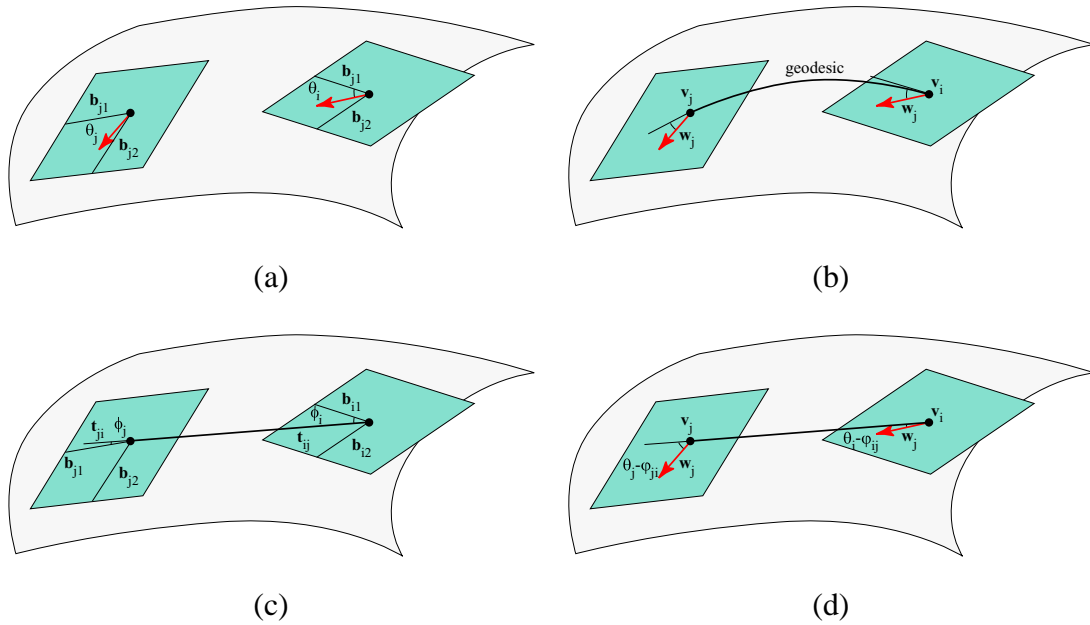 b_j1
θ_i
b_j2
b_j1
θ_j
b_j2
(a)
geodesic
v_j
v_i
w_j
w_j
(b)
b_i1
ϕ_i
t_ij
b_i2
t_ji
ϕ_j
b_j1
b_j2
(c)
v_i
v_j
w_j
θ_i-φ_ij
θ_j-φ_ji
w_j
(d)